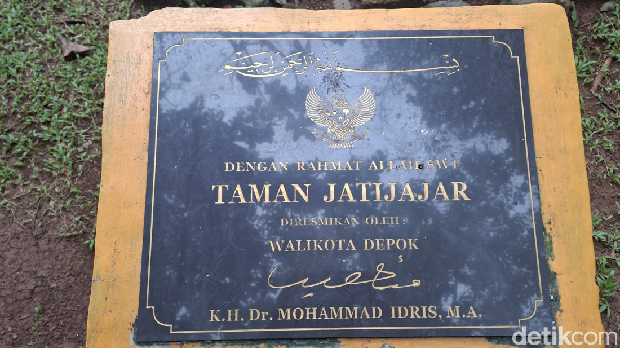 بسم الله الرحمن الرحيم
DENGAN RAHMAT ALLAH SWT
TAMAN JATIJAJAR
DIRESMIKAN OLEH :
WALIKOTA DEPOK
K.H. Dr. MOHAMMAD IDRIS, M.A.
detikcom